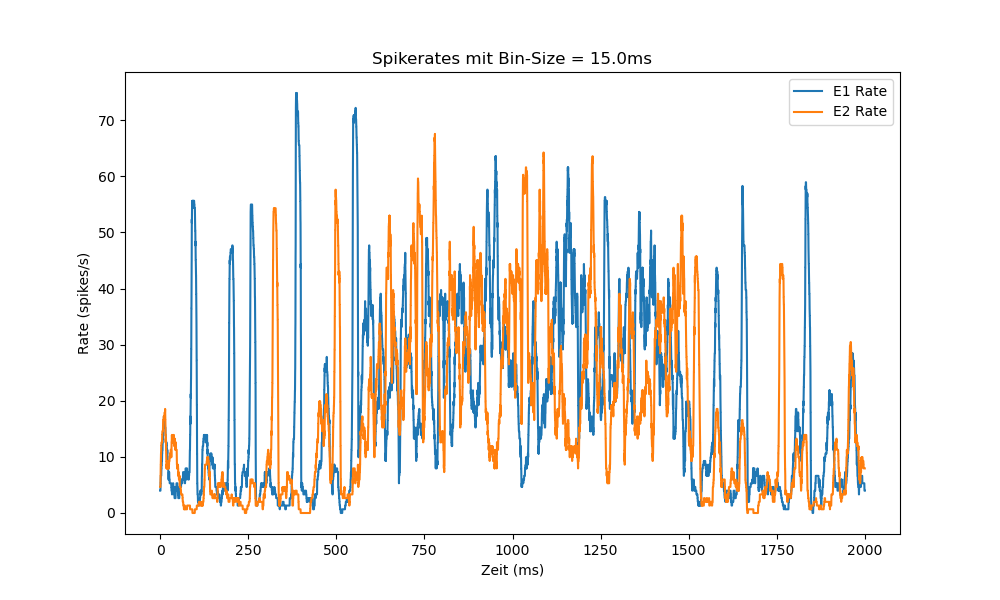 Spikerates mit Bin-Size = 15.0ms
E1 Rate
E2 Rate
Rate (spikes/s)
70
60
50
40
30
20
10
0
0 250 500 750 1000 1250 1500 1750 2000
Zeit (ms)